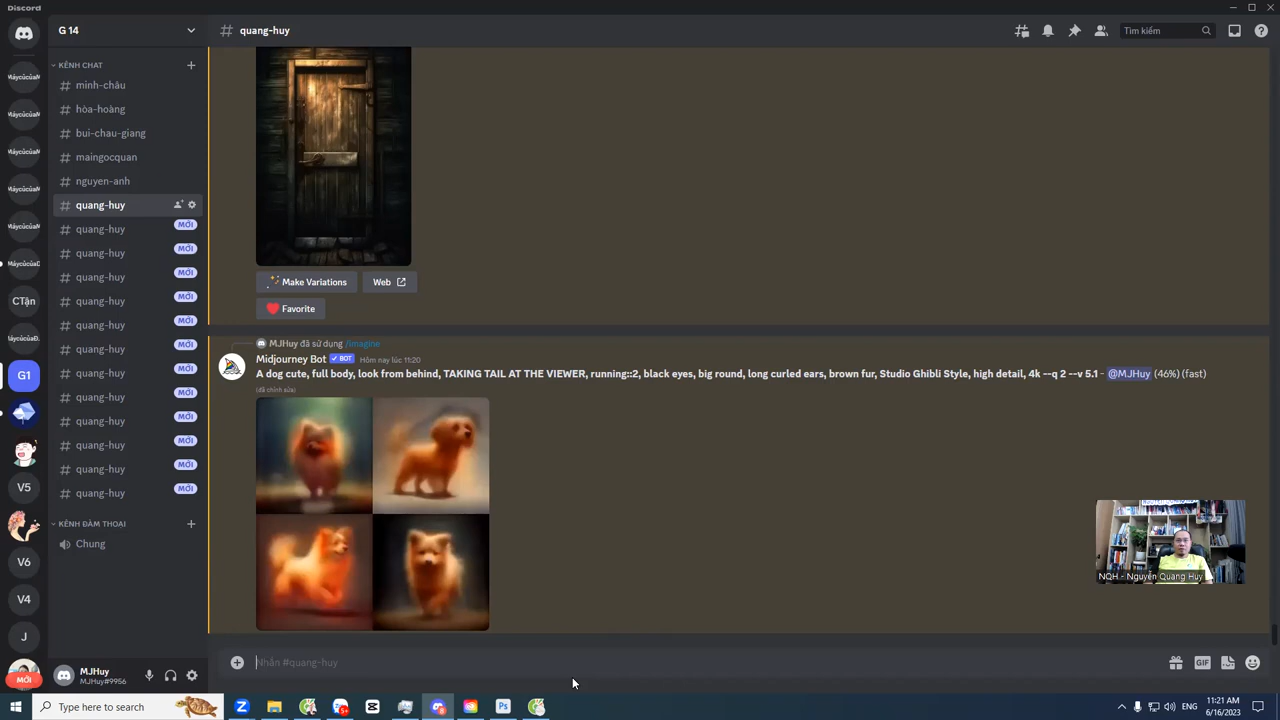 Discord
G 14
quang-huy
Tìm kiếm
KÊNH CHAT
minh-châu
hòa-hoàng
bui-chau-giang
maingocquan
nguyen-anh
quang-huy
quang-huy
MỚI
quang-huy
MỚI
quang-huy
MỚI
quang-huy
MỚI
quang-huy
MỚI
quang-huy
MỚI
quang-huy
MỚI
quang-huy
MỚI
quang-huy
MỚI
quang-huy
MỚI
quang-huy
MỚI
quang-huy
MỚI
KÊNH ĐÀM THOẠI
Chung
CTận
G1
V5
V6
V4
J
MỚI
MJHuy
MJHuy#9956
Make Variations
Web
Favorite
MJHuy đã sử dụng /imagine
Midjourney Bot BOT Hôm nay lúc 11:20
A dog cute, full body, look from behind, TAKING TAIL AT THE VIEWER, running::2, black eyes, big round, long curled ears, brown fur, Studio Ghibli Style, high detail, 4k --q 2 --v 5.1 - @MJHuy (46%) (fast)
(đã chỉnh sửa)
NQH - Nguyễn Quang Huy
Nhắn #quang-huy
GIF
Type here to search
5+
Ps
11:21 AM
6/16/2023